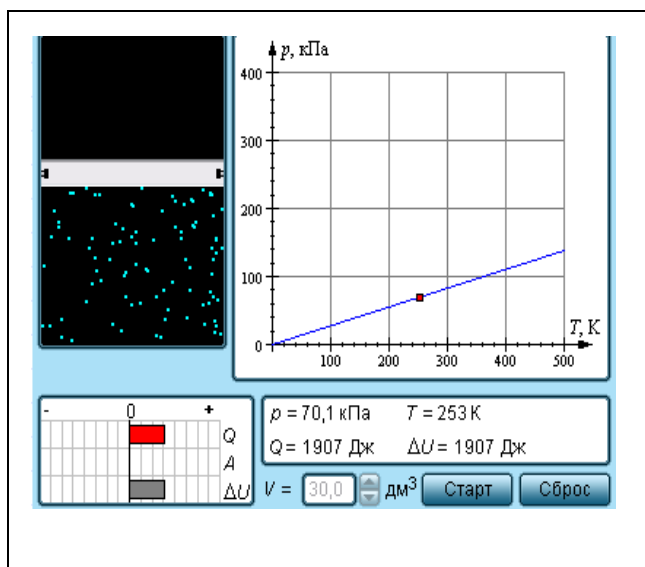 p, кПа
400
300
200
100
0
100 200 300 400 500
T, К
- 0 +
Q
A
ΔU
p = 70,1 кПа T = 253 К
Q = 1907 Дж ΔU = 1907 Дж
V = 30,0 дм³ Старт Сброс